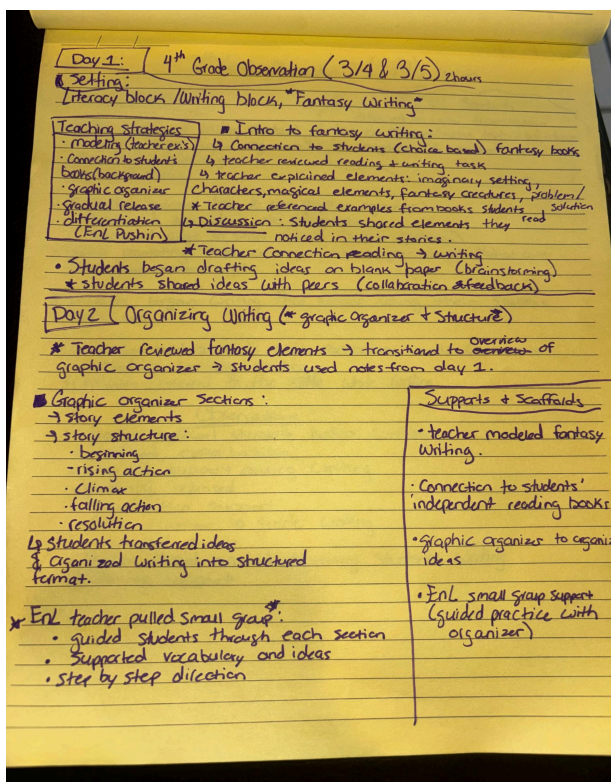 Day 1: 4th Grade Observation (3/4 & 3/5) 2hours
Setting:
Literacy block / Writing block, *Fantasy Writing*
Teaching Strategies
· modeling (teacher ex's)
· Connection to students
books (background)
· graphic organizer
· gradual release
· differentiation
(EnL Pushin)
Intro to fantasy writing:
↳ Connection to students (choice based) fantasy books
↳ teacher reviewed reading + writing task
↳ teacher explained elements: imaginary setting,
characters, magical elements, fantasy creatures, problem/
solution
* Teacher referenced examples from books students read
↳ Discussion: Students shared elements they
noticed in their stories.
* Teacher Connection reading → writing
• Students began drafting ideas on blank paper (brainstorming)
* students shared ideas with peers (collaboration & feedback)
Day 2 Organizing Writing (* graphic organizer + structure*)
* Teacher reviewed fantasy elements → transitioned to overview of
graphic organizer → students used notes from day 1.
Graphic organizer Sections:
→ story elements
→ story structure:
· beginning
- rising action
· Climax
· falling action
· resolution
↳ Students transferred ideas
& organized writing into structured
format.
* EnL teacher pulled small group*:
• guided students through each section
• Supported vocabulary and ideas
• step by step direction
Supports + Scaffolds
• teacher modeled fantasy
writing.
· Connection to students'
independent reading books
• graphic organizer to organiz
ideas
• EnL small group support
(guided practice with
organizer)